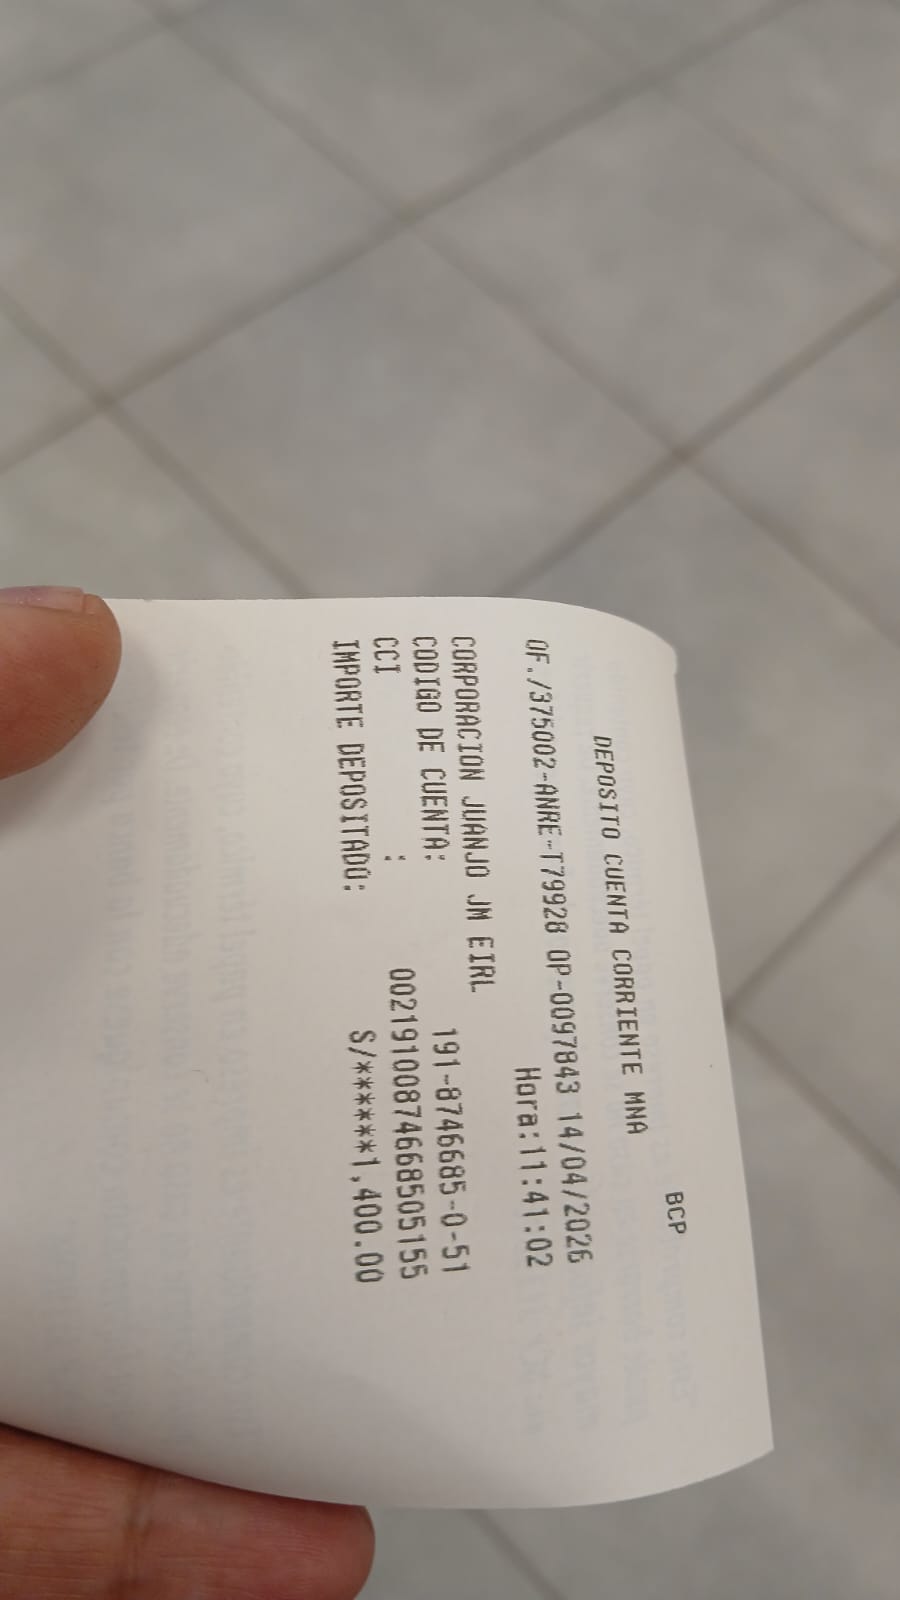 BCP
DEPOSITO CUENTA CORRIENTE MNA
OF./375002-ANRE-T79928 OP-0097843 14/04/2026
Hora:11:41:02
CORPORACION JUANJO JM EIRL
CODIGO DE CUENTA: 191-8746685-0-51
CCI : 00219100874668505155
IMPORTE DEPOSITADO: S/******1,400.00